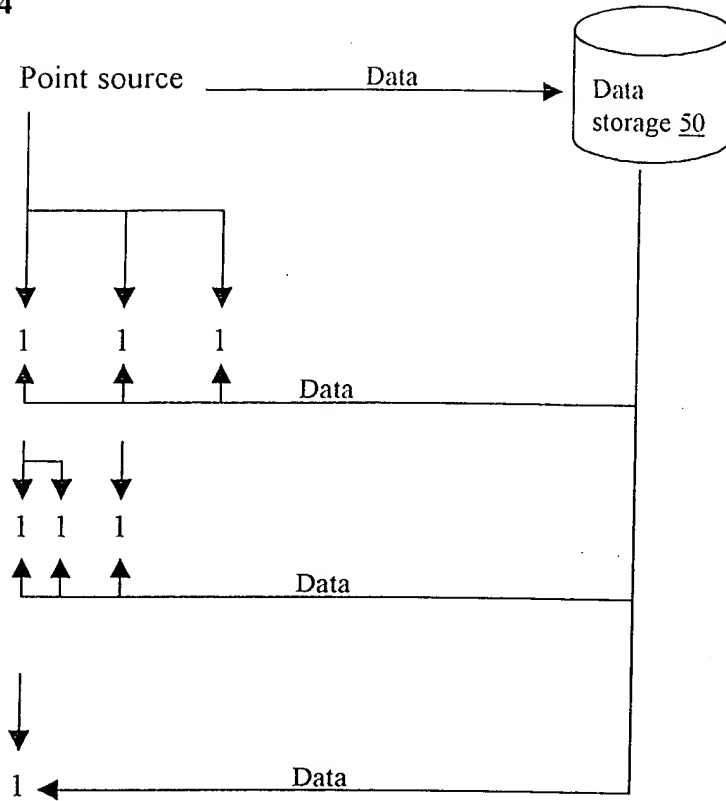 4
Point source
Data
Data
storage 50
1 1 1
Data
1 1 1
Data
1
Data